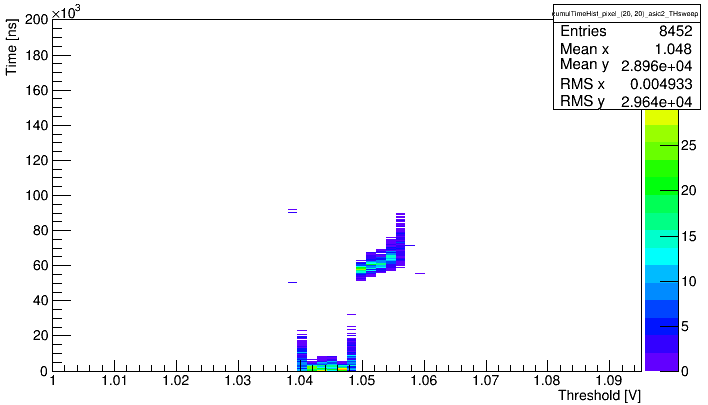 cumulTimeHist_pixel_(20, 20)_asic2_THsweep
Entries 8452
Mean x 1.048
Mean y 2.896e+04
RMS x 0.004933
RMS y 2.964e+04
×10³
Time [ns]
200
180
160
140
120
100
80
60
40
20
0
25
20
15
10
5
0
1 1.01 1.02 1.03 1.04 1.05 1.06 1.07 1.08 1.09
Threshold [V]